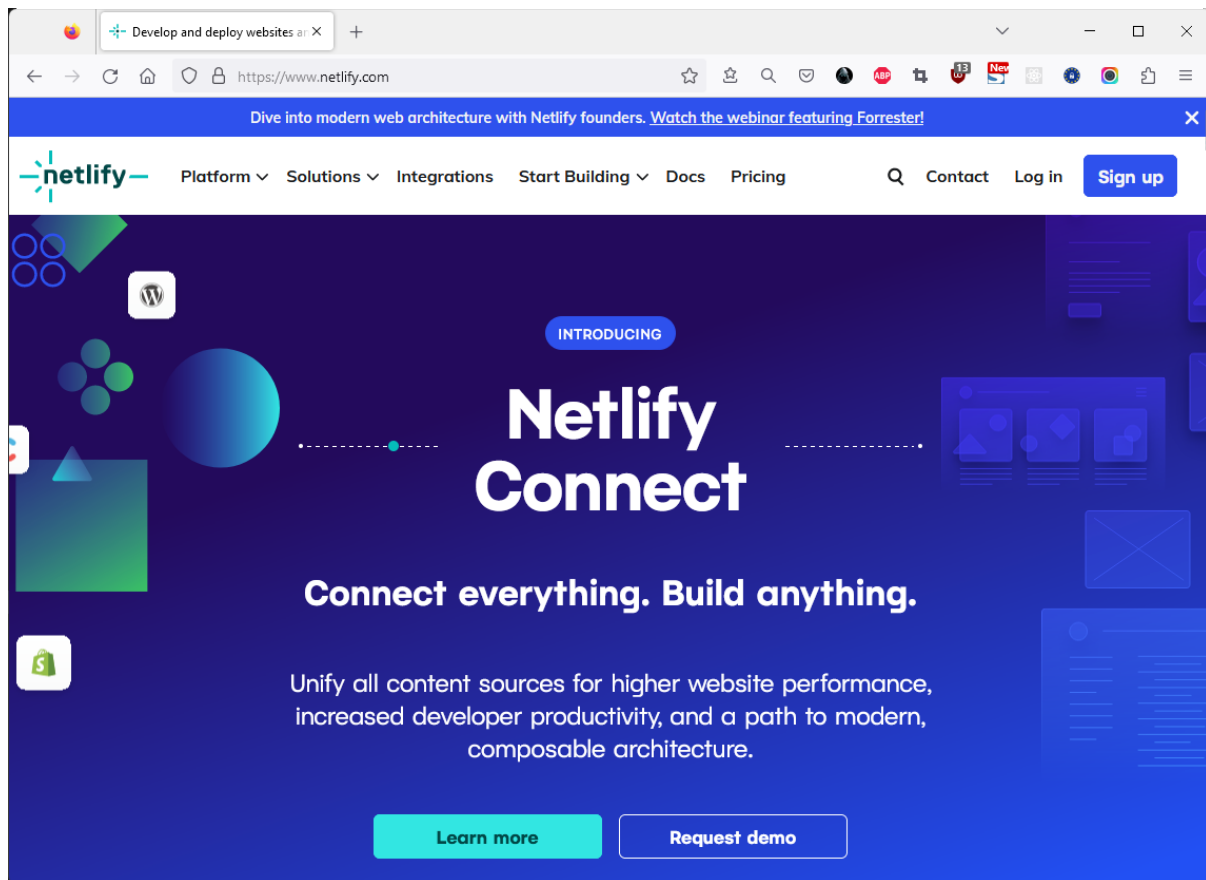 Develop and deploy websites a
https://www.netlify.com
ABP
13
New
Dive into modern web architecture with Netlify founders. Watch the webinar featuring Forrester!
netlify
Platform Solutions Integrations Start Building Docs Pricing Contact Log in Sign up
INTRODUCING
Netlify
Connect
Connect everything. Build anything.
Unify all content sources for higher website performance,
increased developer productivity, and a path to modern,
composable architecture.
Learn more Request demo